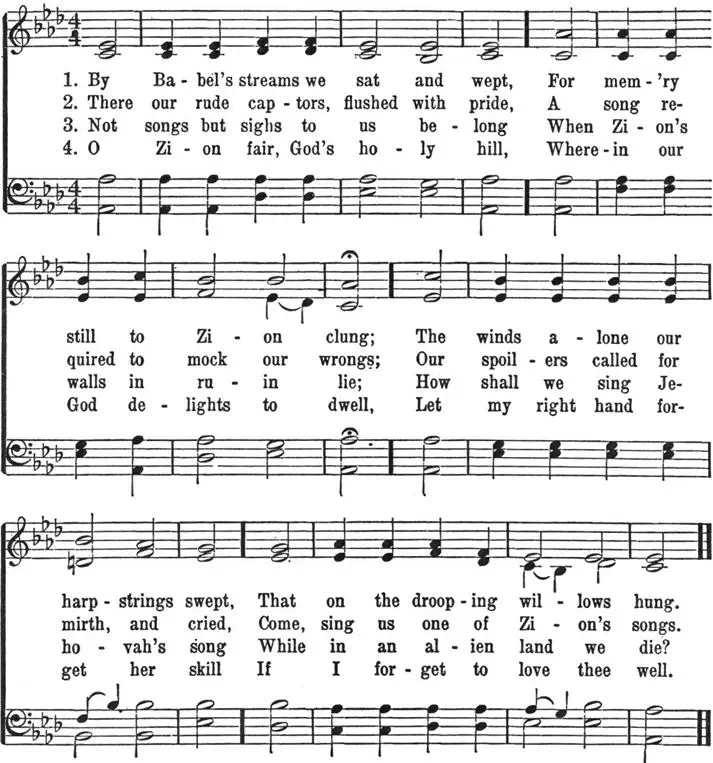 4 4
1. By Ba - bel's streams we sat and wept, For mem - 'ry
2. There our rude cap - tors, flushed with pride, A song re-
3. Not songs but sighs to us be - long When Zi - on's
4. O Zi - on fair, God's ho - ly hill, Where - in our
4 4
still to Zi - on clung; The winds a - lone our
quired to mock our wrongs; Our spoil - ers called for
walls in ru - in lie; How shall we sing Je-
God de - lights to dwell, Let my right hand for-
harp - strings swept, That on the droop - ing wil - lows hung.
mirth, and cried, Come, sing us one of Zi - on's songs.
ho - vah's song While in an al - ien land we die?
get her skill If I for - get to love thee well.